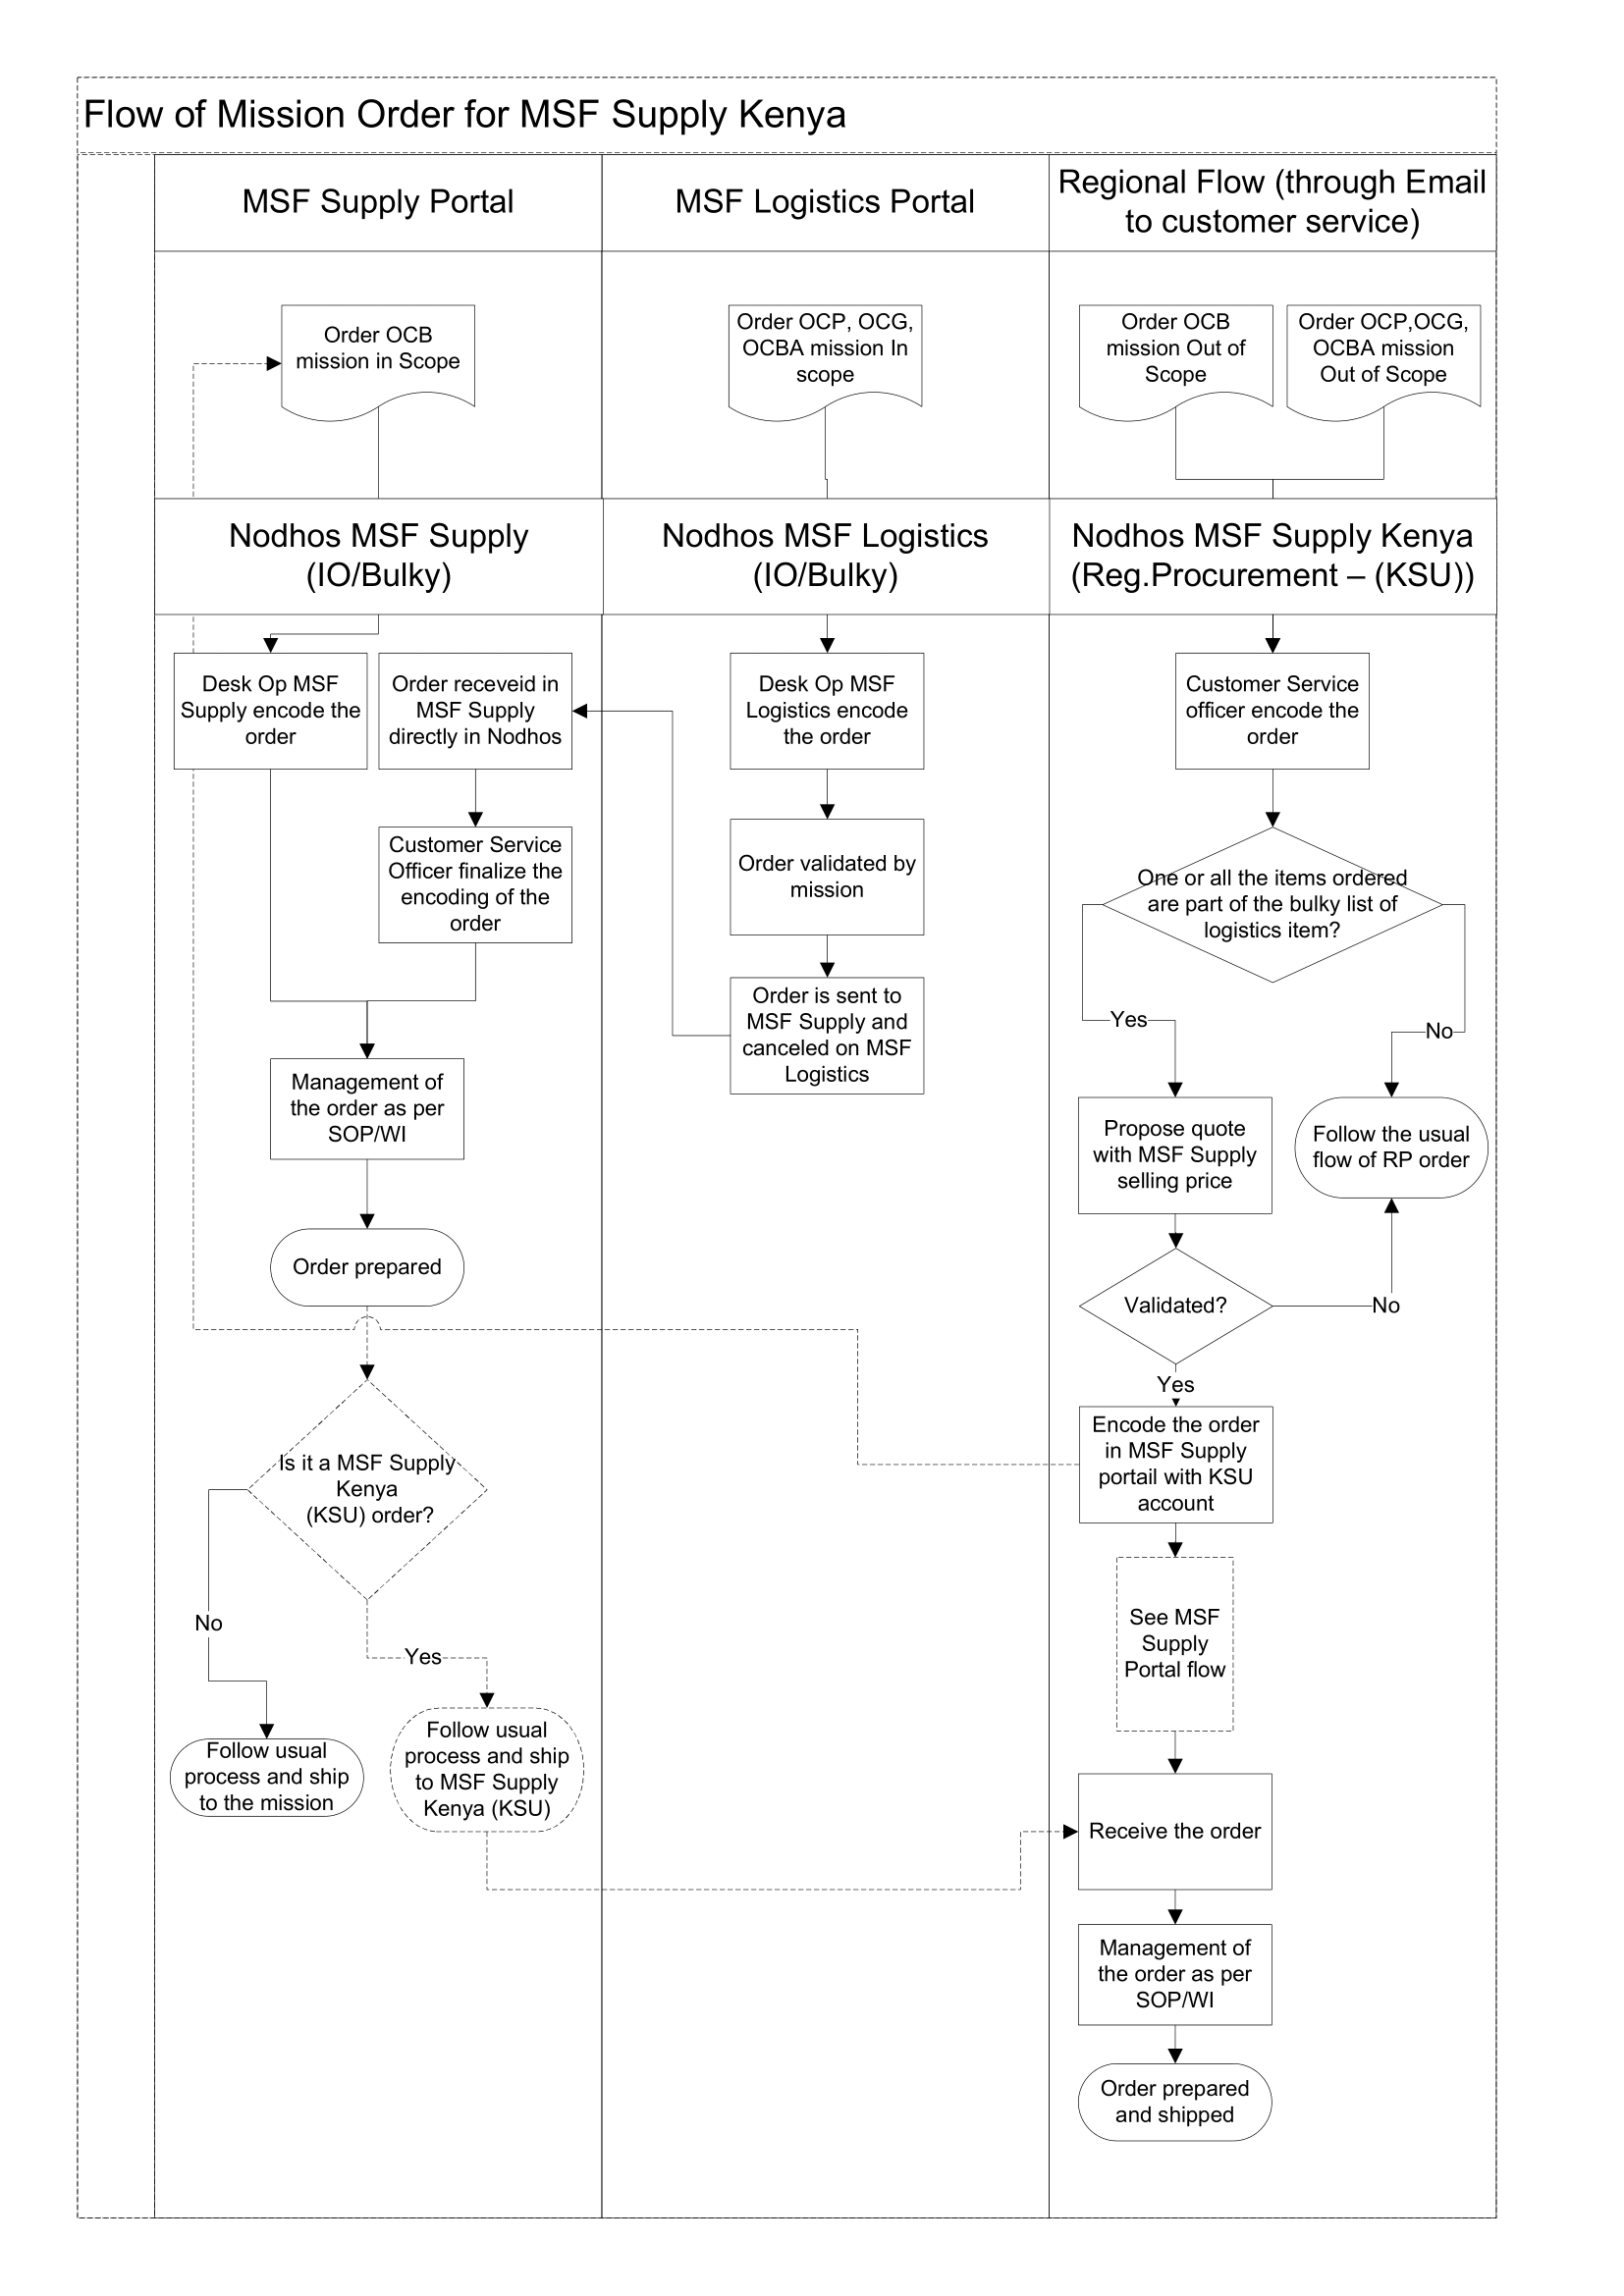 Flow of Mission Order for MSF Supply Kenya
MSF Supply Portal
MSF Logistics Portal
Regional Flow (through Email
to customer service)
Order OCB
mission in Scope
Order OCP, OCG,
OCBA mission In
scope
Order OCB
mission Out of
Scope
Order OCP,OCG,
OCBA mission
Out of Scope
Nodhos MSF Supply
(IO/Bulky)
Nodhos MSF Logistics
(IO/Bulky)
Nodhos MSF Supply Kenya
(Reg.Procurement – (KSU))
Desk Op MSF
Supply encode the
order
Order receveid in
MSF Supply
directly in Nodhos
Desk Op MSF
Logistics encode
the order
Customer Service
officer encode the
order
Customer Service
Officer finalize the
encoding of the
order
Order validated by
mission
One or all the items ordered
are part of the bulky list of
logistics item?
Order is sent to
MSF Supply and
canceled on MSF
Logistics
Yes
No
Management of
the order as per
SOP/WI
Propose quote
with MSF Supply
selling price
Follow the usual
flow of RP order
Order prepared
Validated?
No
Yes
Encode the order
in MSF Supply
portail with KSU
account
Is it a MSF Supply
Kenya
(KSU) order?
No
Yes
See MSF
Supply
Portal flow
Follow usual
process and ship
to the mission
Follow usual
process and ship
to MSF Supply
Kenya (KSU)
Receive the order
Management of
the order as per
SOP/WI
Order prepared
and shipped